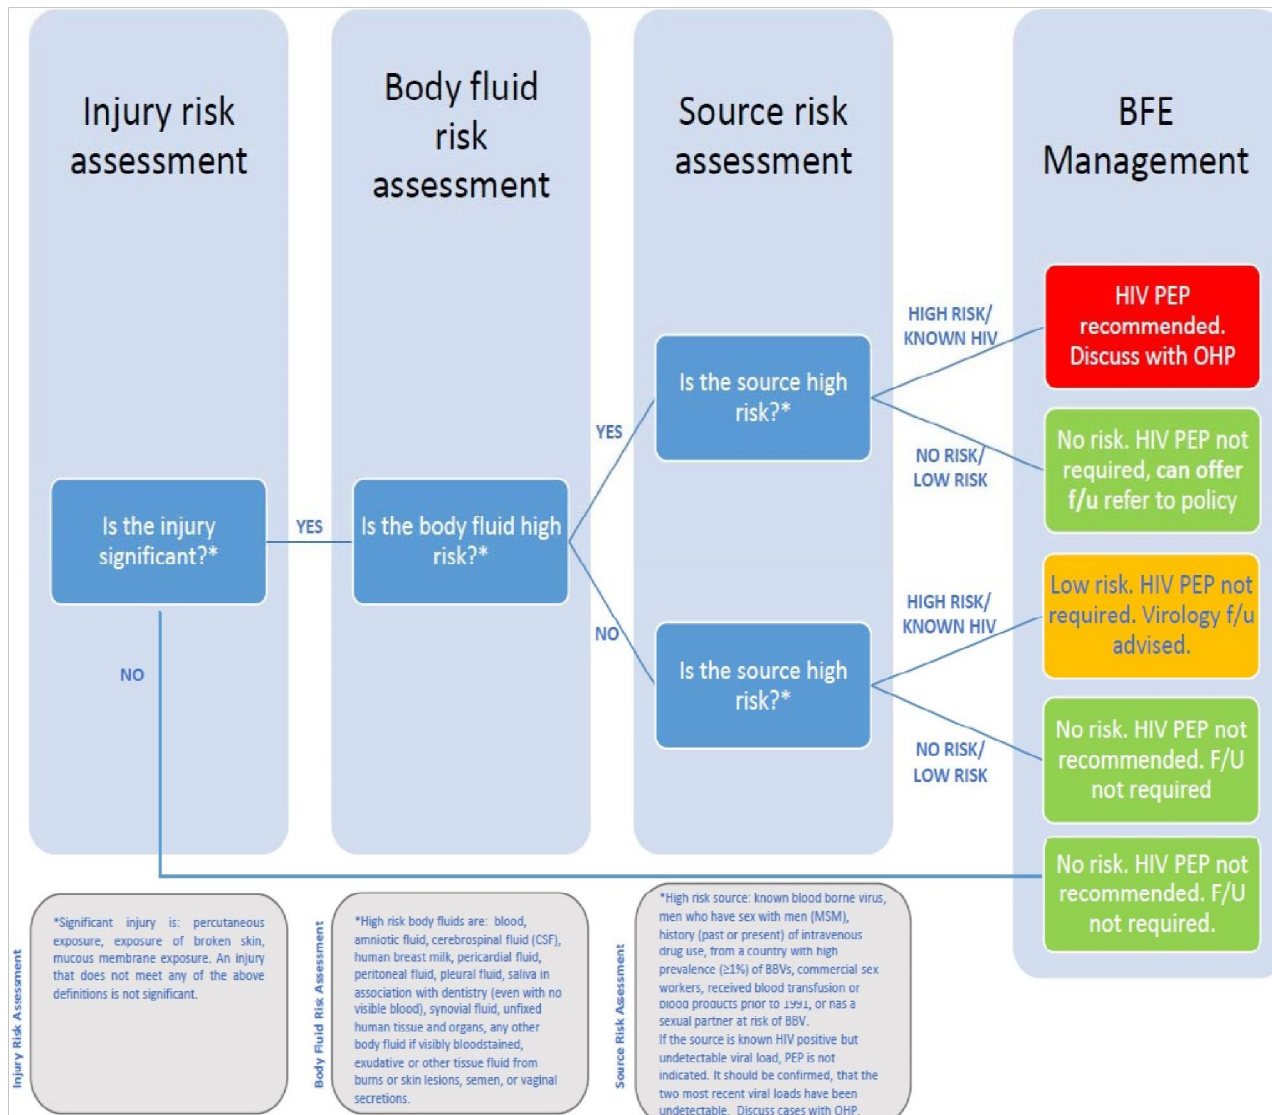 Injury risk
assessment
Body fluid
risk
assessment
Source risk
assessment
BFE
Management
Is the injury
significant?*
YES
NO
Is the body fluid high
risk?*
YES
NO
Is the source high
risk?*
HIGH RISK/
KNOWN HIV
NO RISK/
LOW RISK
Is the source high
risk?*
HIGH RISK/
KNOWN HIV
NO RISK/
LOW RISK
HIV PEP
recommended.
Discuss with OHP
No risk. HIV PEP not
required, can offer
f/u refer to policy
Low risk. HIV PEP not
required. Virology f/u
advised.
No risk. HIV PEP not
recommended. F/U
not required
No risk. HIV PEP not
recommended. F/U
not required.
Injury Risk Assessment
*Significant injury is: percutaneous
exposure, exposure of broken skin,
mucous membrane exposure. An injury
that does not meet any of the above
definitions is not significant.
Body Fluid Risk Assessment
*High risk body fluids are: blood,
amniotic fluid, cerebrospinal fluid (CSF),
human breast milk, pericardial fluid,
peritoneal fluid, pleural fluid, saliva in
association with dentistry (even with no
visible blood), synovial fluid, unfixed
human tissue and organs, any other
body fluid if visibly bloodstained,
exudative or other tissue fluid from
burns or skin lesions, semen, or vaginal
secretions.
Source Risk Assessment
*High risk source: known blood borne virus,
men who have sex with men (MSM),
history (past or present) of intravenous
drug use, from a country with high
prevalence (≥1%) of BBVs, commercial sex
workers, received blood transfusion or
blood products prior to 1991, or has a
sexual partner at risk of BBV.
If the source is known HIV positive but
undetectable viral load, PEP is not
indicated. It should be confirmed, that the
two most recent viral loads have been
undetectable. Discuss cases with OHP.